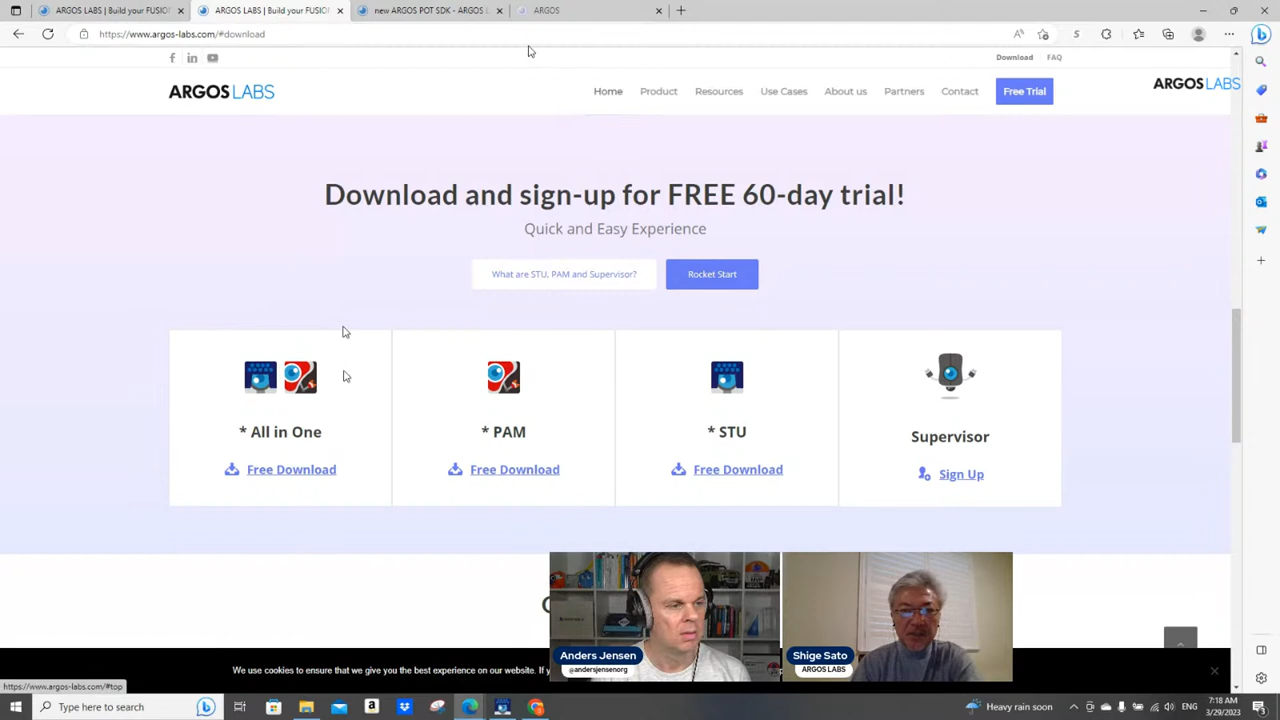 ARGOS LABS | Build your FUSION
ARGOS LABS | Build your FUSION
new ARGOS POT SDK - ARGOS L
ARGOS
https://www.argos-labs.com/#download
Download
FAQ
ARGOS LABS
Home
Product
Resources
Use Cases
About us
Partners
Contact
Free Trial
ARGOS LABS
Download and sign-up for FREE 60-day trial!
Quick and Easy Experience
What are STU, PAM and Supervisor?
Rocket Start
* All in One
* PAM
* STU
Supervisor
Free Download
Free Download
Free Download
Sign Up
Anders Jensen
@andersjensenorg
Shige Sato
ARGOS LABS
We use cookies to ensure that we give you the best experience on our website. If y
https://www.argos-labs.com/#top
Type here to search
Heavy rain soon
ENG
7:18 AM
3/29/2023